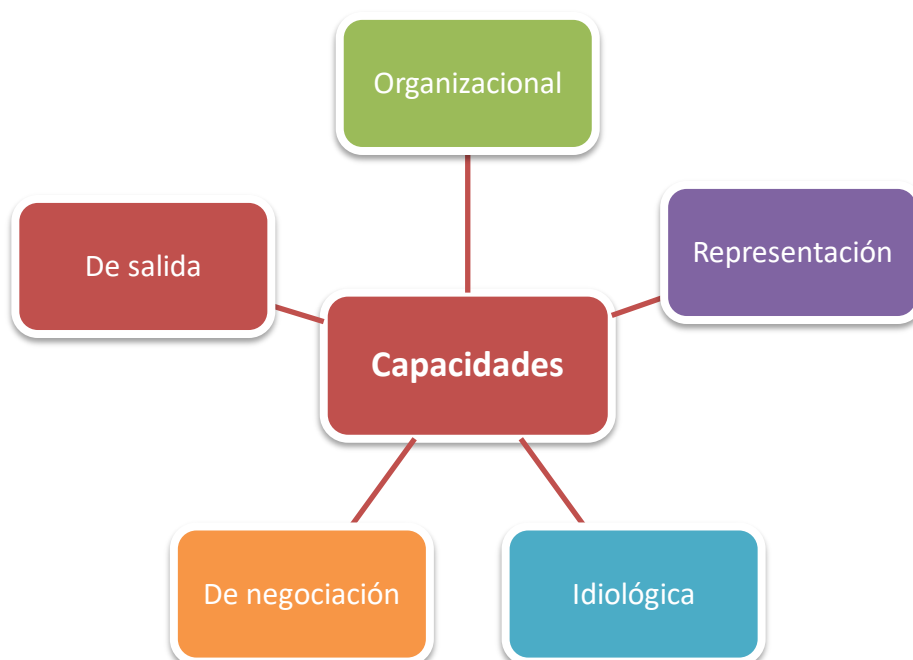 Organizacional
De salida
Representación
Capacidades
De negociación
Idiológica